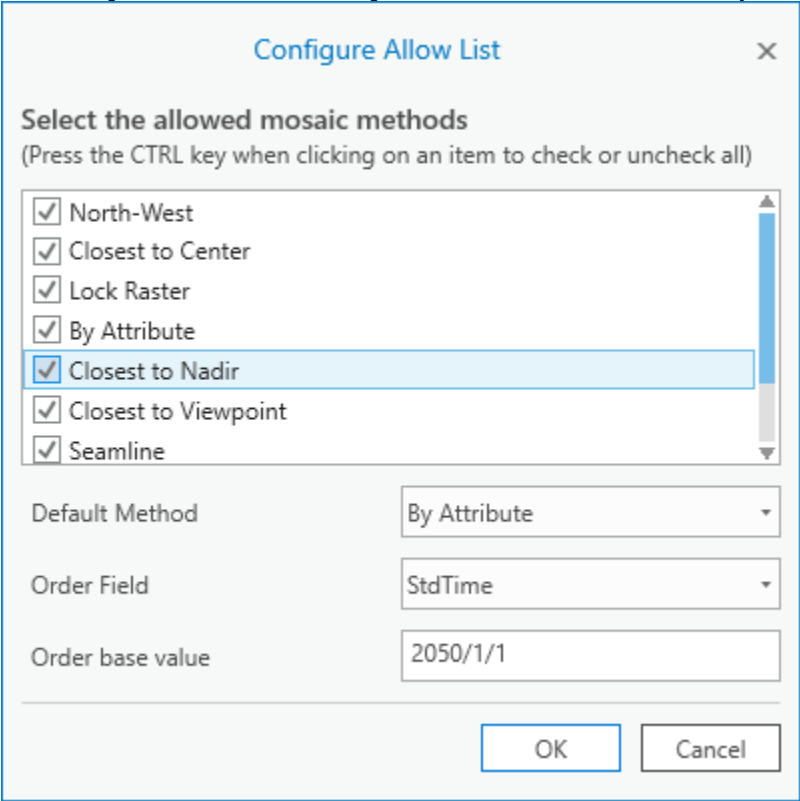 Configure Allow List
Select the allowed mosaic methods
(Press the CTRL key when clicking on an item to check or uncheck all)
North-West
Closest to Center
Lock Raster
By Attribute
Closest to Nadir
Closest to Viewpoint
Seamline
Default Method By Attribute
Order Field StdTime
Order base value 2050/1/1
OK Cancel